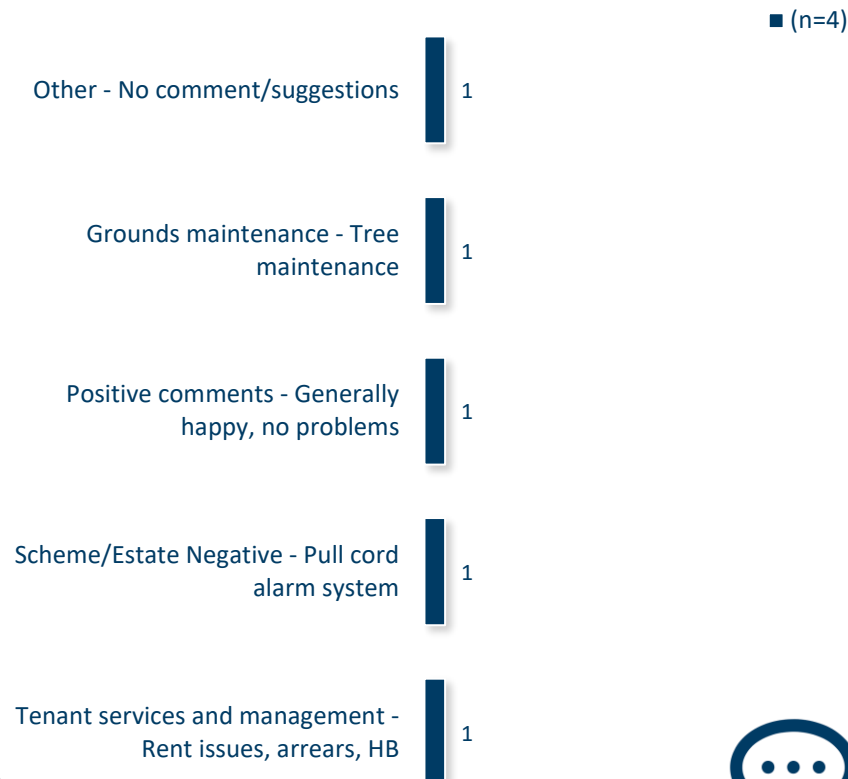 (n=4)
Other - No comment/suggestions
1
Grounds maintenance - Tree
maintenance
1
Positive comments - Generally
happy, no problems
1
Scheme/Estate Negative - Pull cord
alarm system
1
Tenant services and management -
Rent issues, arrears, HB
1